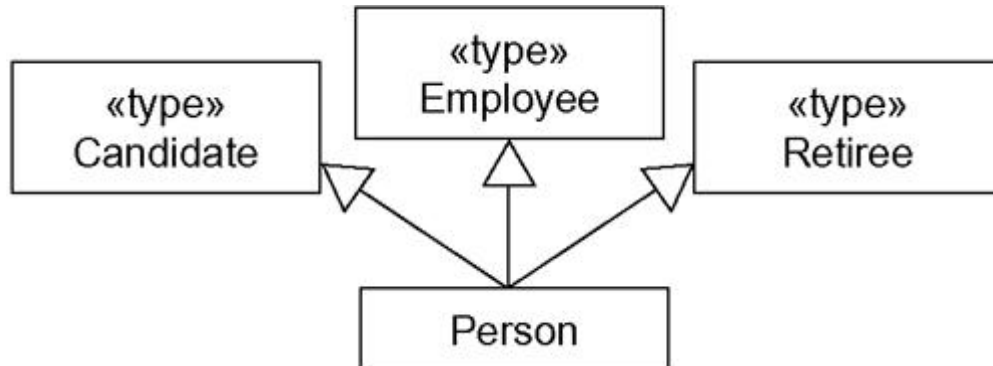 «type»
Candidate
«type»
Employee
«type»
Retiree
Person